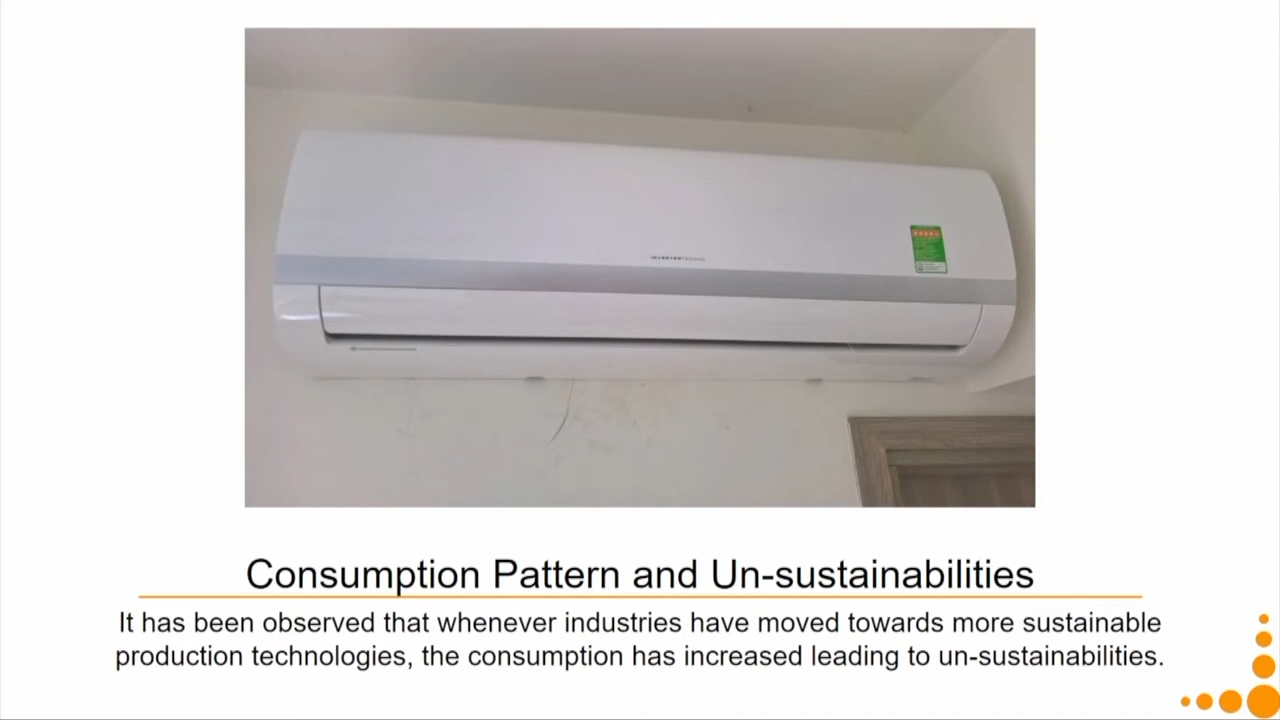 INVERTER
Consumption Pattern and Un-sustainabilities
It has been observed that whenever industries have moved towards more sustainable
production technologies, the consumption has increased leading to un-sustainabilities.